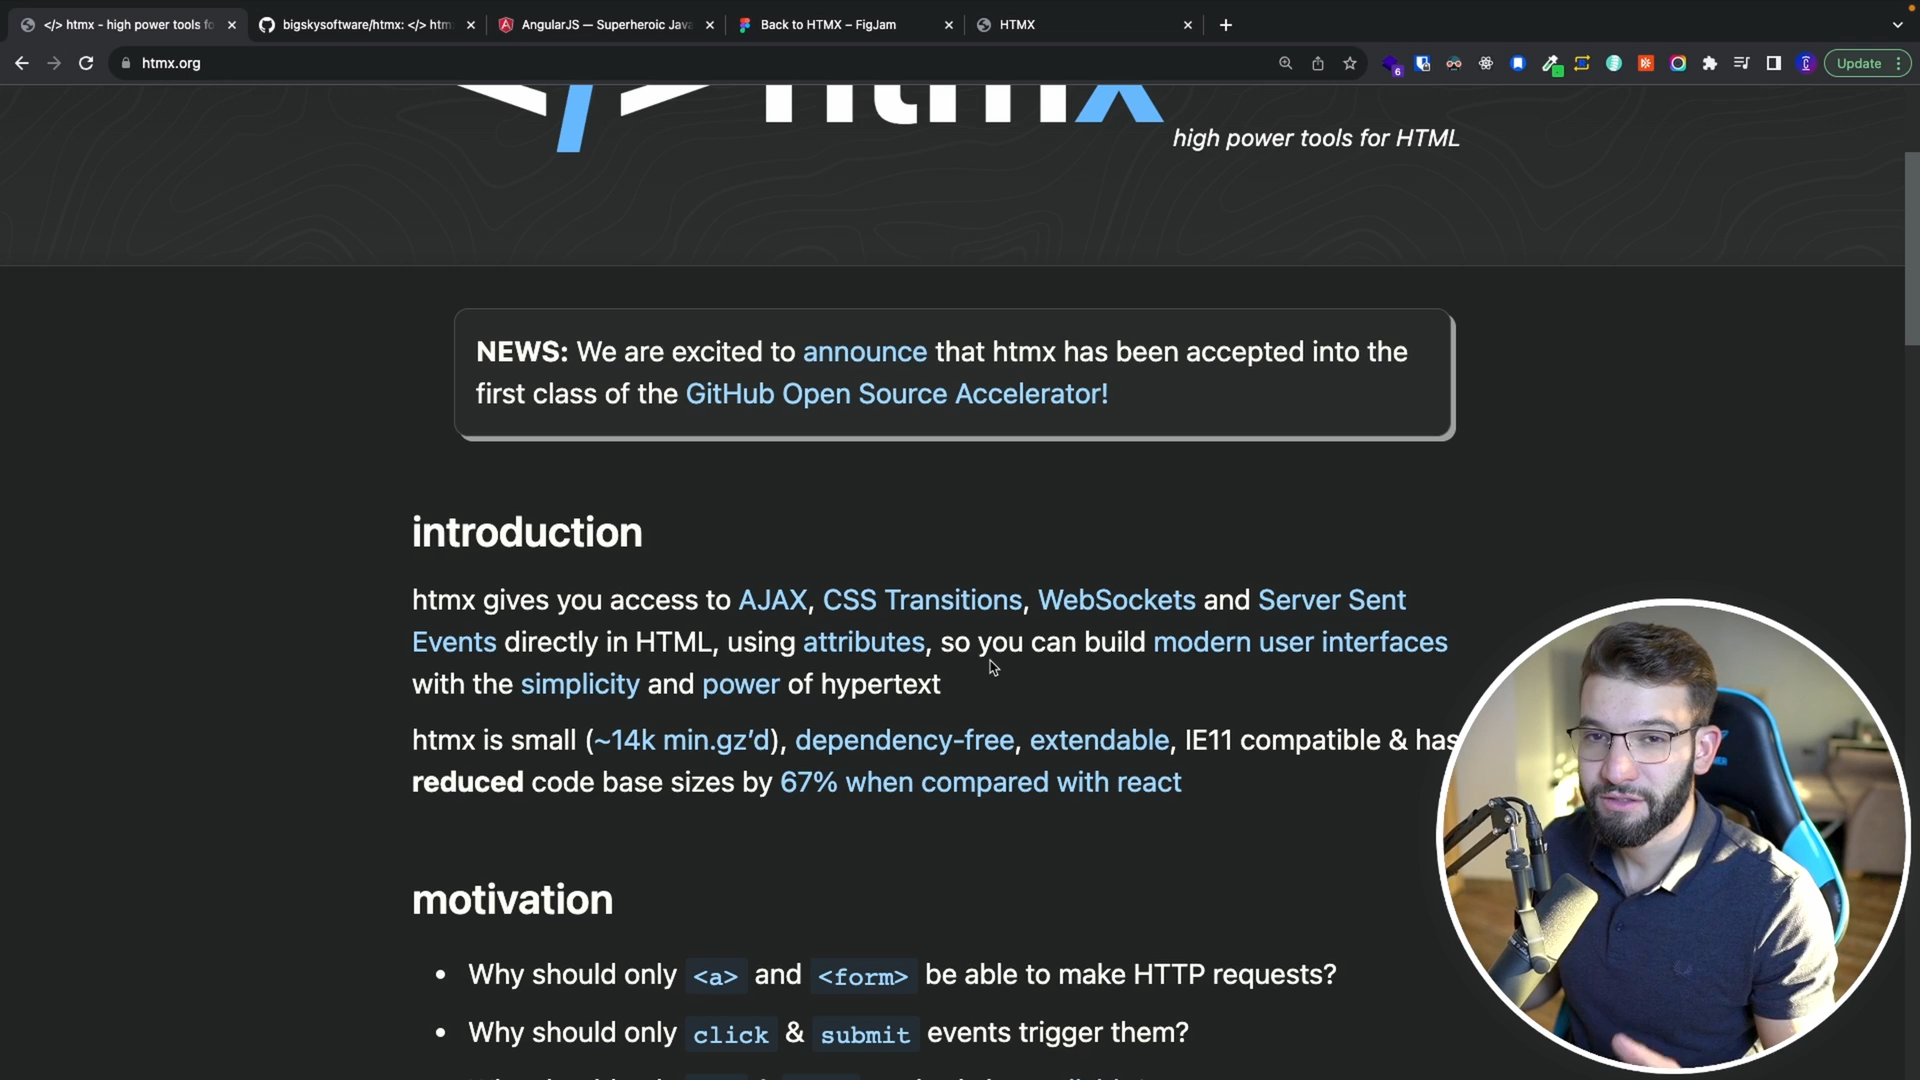 </> htmx - high power tools fo
bigskysoftware/htmx: </> htm
AngularJS — Superheroic Java
Back to HTMX – FigJam
HTMX
htmx.org
6
Update
</> htmx
high power tools for HTML
NEWS: We are excited to announce that htmx has been accepted into the
first class of the GitHub Open Source Accelerator!
introduction
htmx gives you access to AJAX, CSS Transitions, WebSockets and Server Sent
Events directly in HTML, using attributes, so you can build modern user interfaces
with the simplicity and power of hypertext
htmx is small (~14k min.gz’d), dependency-free, extendable, IE11 compatible & has
reduced code base sizes by 67% when compared with react
motivation
• Why should only <a> and <form> be able to make HTTP requests?
• Why should only click & submit events trigger them?